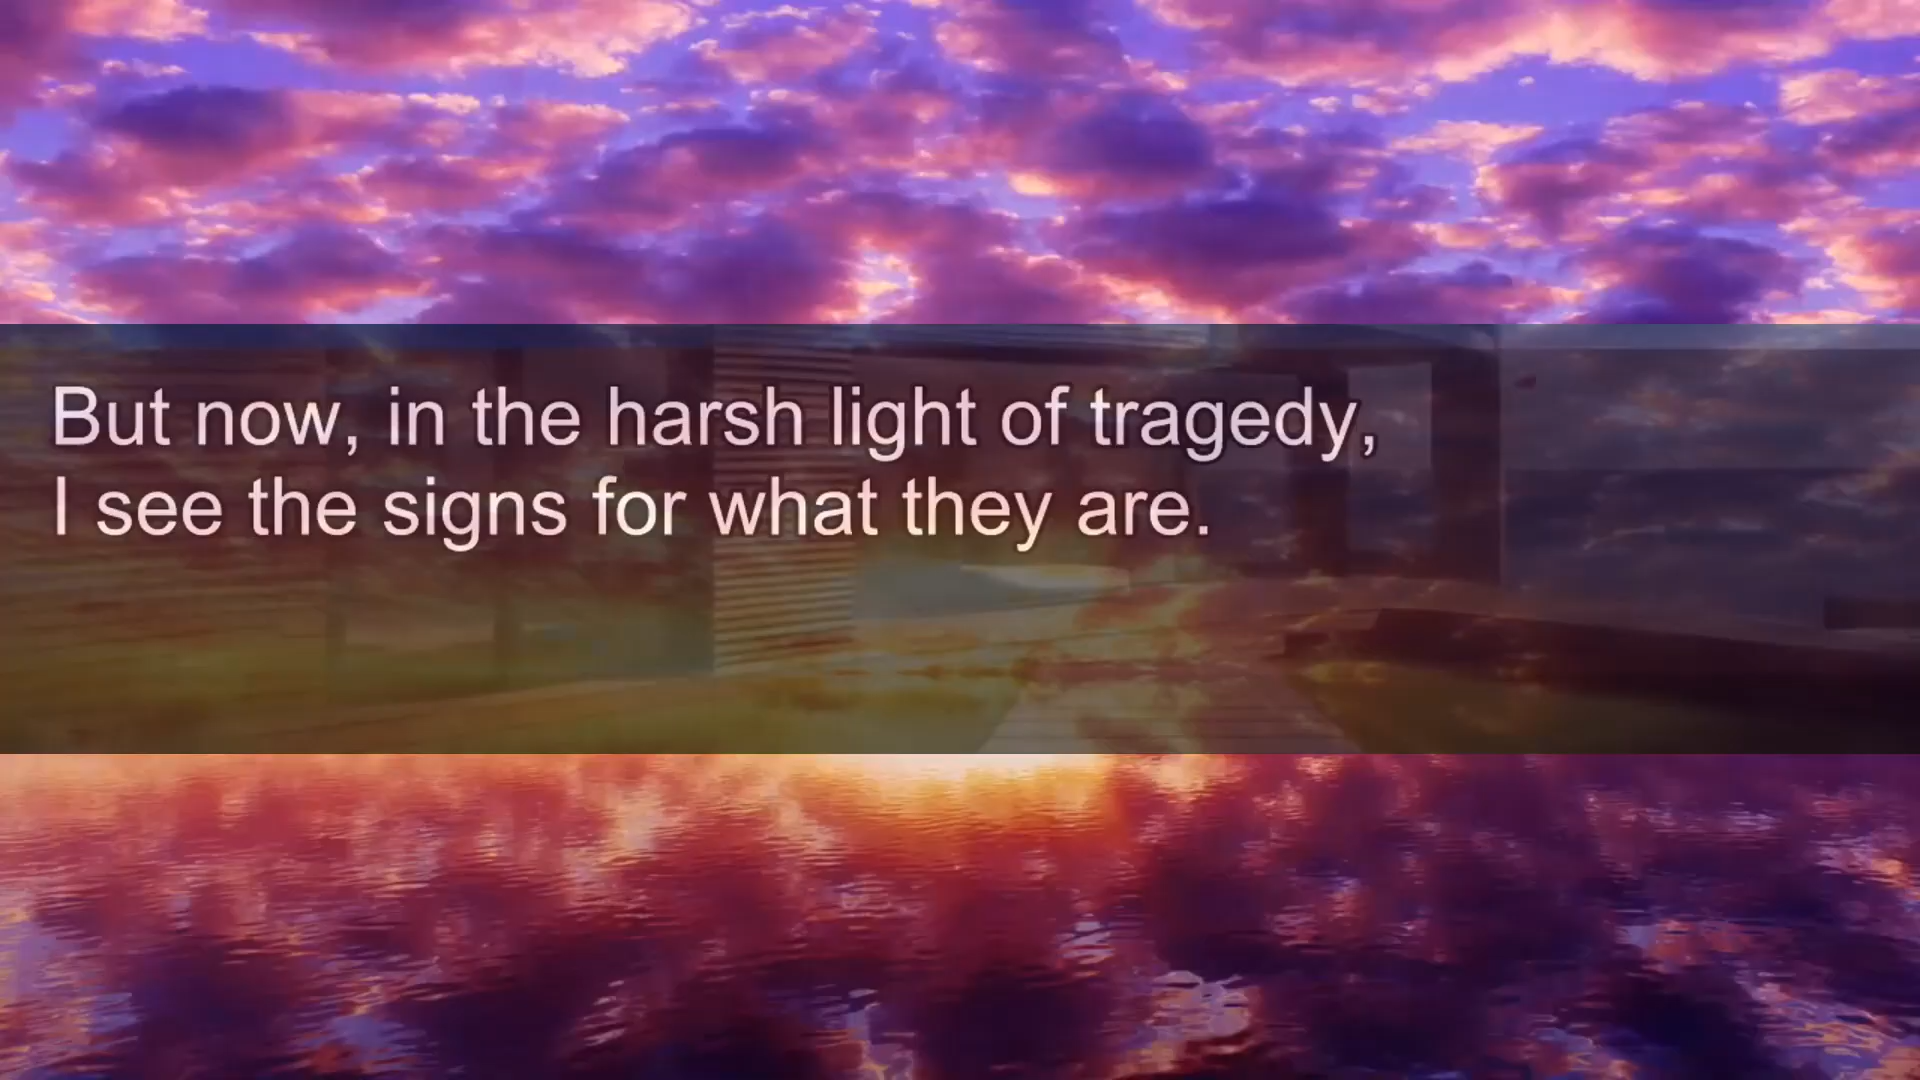 But now, in the harsh light of tragedy,
I see the signs for what they are.